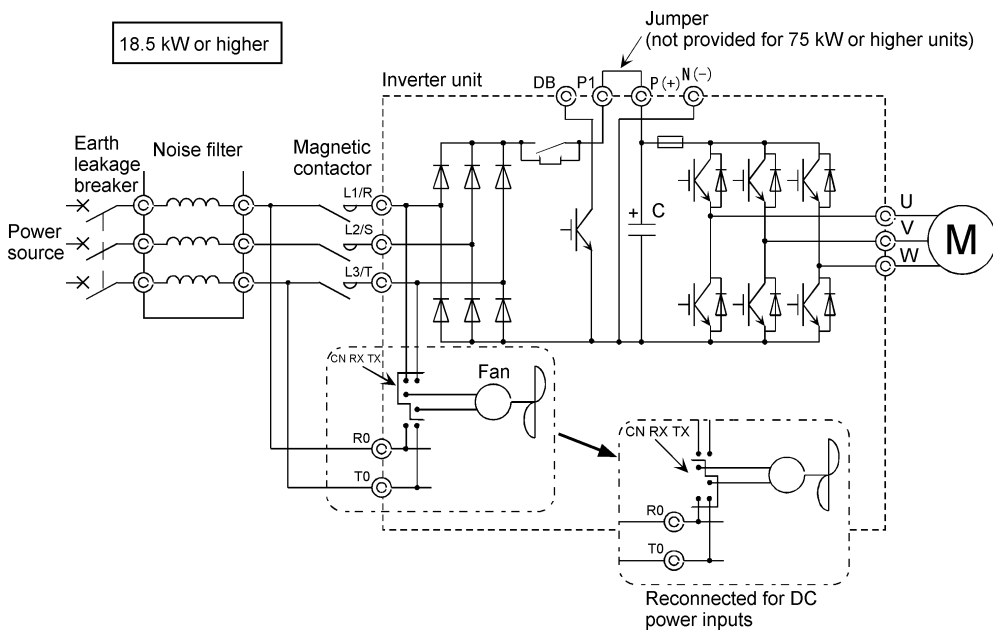 18.5 kW or higher
Jumper
(not provided for 75 kW or higher units)
Inverter unit
DB
P1
P (+)
N (-)
Earth
leakage
breaker
Noise filter
Magnetic
contactor
L1/R
L2/S
L3/T
Power
source
+
C
U
V
W
M
CN RX TX
Fan
R0
T0
CN RX TX
R0
T0
Reconnected for DC
power inputs